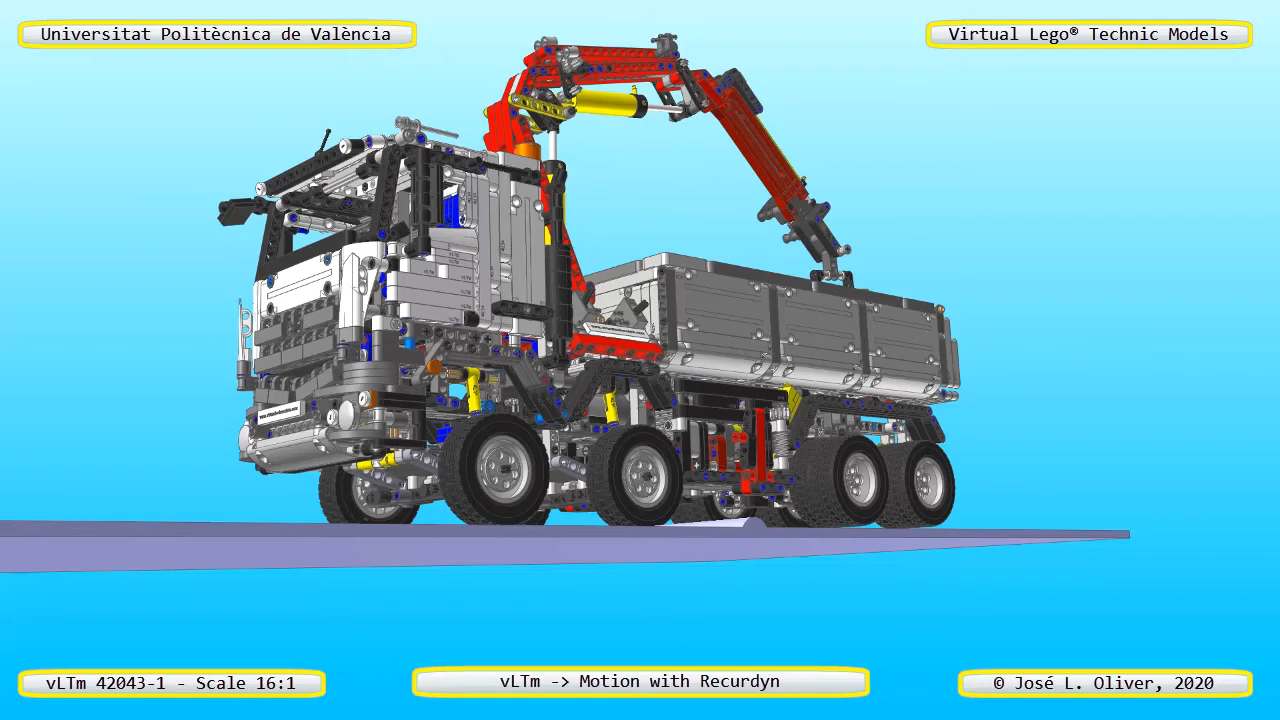 Universitat Politècnica de València
Virtual Lego® Technic Models
vLTm 42043-1 - Scale 16:1
vLTm -> Motion with Recurdyn
© José L. Oliver, 2020